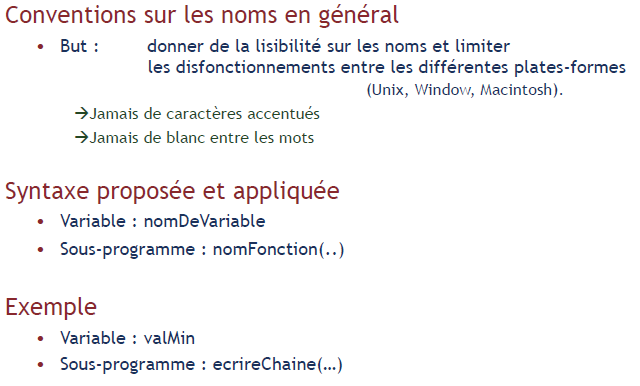 Conventions sur les noms en général
• But : donner de la lisibilité sur les noms et limiter
les disfonctionnements entre les différentes plates-formes
(Unix, Window, Macintosh).
→Jamais de caractères accentués
→Jamais de blanc entre les mots
Syntaxe proposée et appliquée
• Variable : nomDeVariable
• Sous-programme : nomFonction(..)
Exemple
• Variable : valMin
• Sous-programme : ecrireChaine(…)